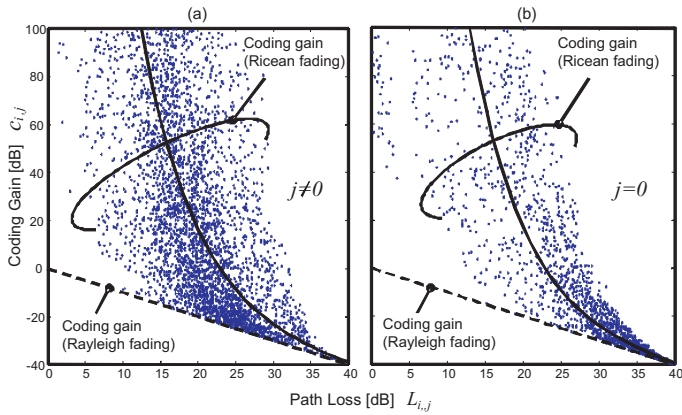 (a)
(b)
Coding gain
(Ricean fading)
Coding gain
(Ricean fading)
Coding Gain [dB] C_{i,j}
100
80
60
40
20
0
-20
-40
j≠0
j=0
Coding gain
(Rayleigh fading)
Coding gain
(Rayleigh fading)
0 5 10 15 20 25 30 35 40
0 5 10 15 20 25 30 35 40
Path Loss [dB] L_{i,,j}